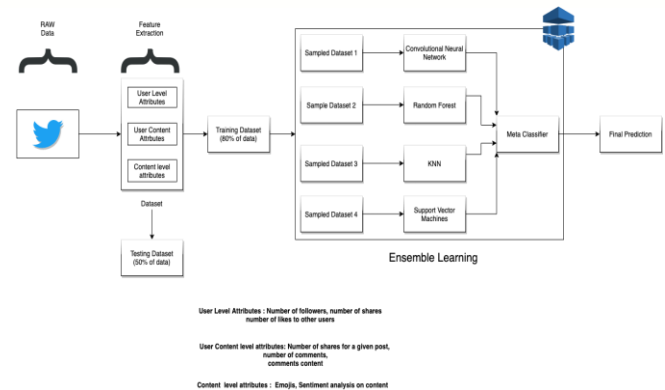 RAW
Data
Feature
Extraction
User Level
Attributes
User Content
Attributes
Content level
attributes
Dataset
Testing Dataset
(50% of data)
Training Dataset
(80% of data)
Sampled Dataset 1
Convolutional Neural
Network
Sample Dataset 2
Random Forest
Sampled Dataset 3
KNN
Sampled Dataset 4
Support Vector
Machines
Meta Classifier
Final Prediction
Ensemble Learning
User Level Attributes : Number of followers, number of shares
number of likes to other users
User Content level attributes: Number of shares for a given post,
number of comments,
comments content
Content level attributes : Emojis, Sentiment analysis on content